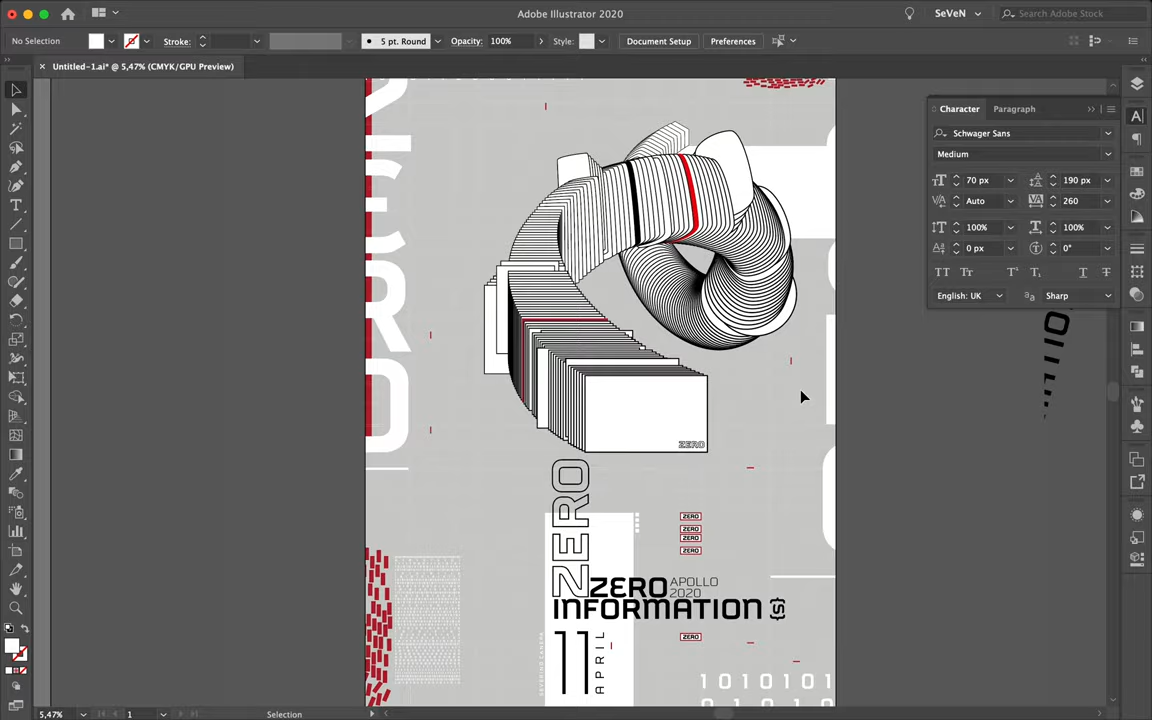 Adobe Illustrator 2020
SeVeN
Search Adobe Stock
No Selection
Stroke:
5 pt. Round
Opacity: 100%
Style:
Document Setup
Preferences
Untitled-1.ai* @ 5,47% (CMYK/GPU Preview)
Character
Paragraph
Schwager Sans
Medium
70 px
190 px
Auto
260
100%
100%
0 px
0°
English: UK
Sharp
ZERO
ZERO
ZERO
ZERO
ZERO
ZERO
ZERO
ZERO
APOLLO
2020
INFORMATION {S}
11
APRIL
SEVERINO CANEPA
ZERO
1010101
5,47%
1
Selection